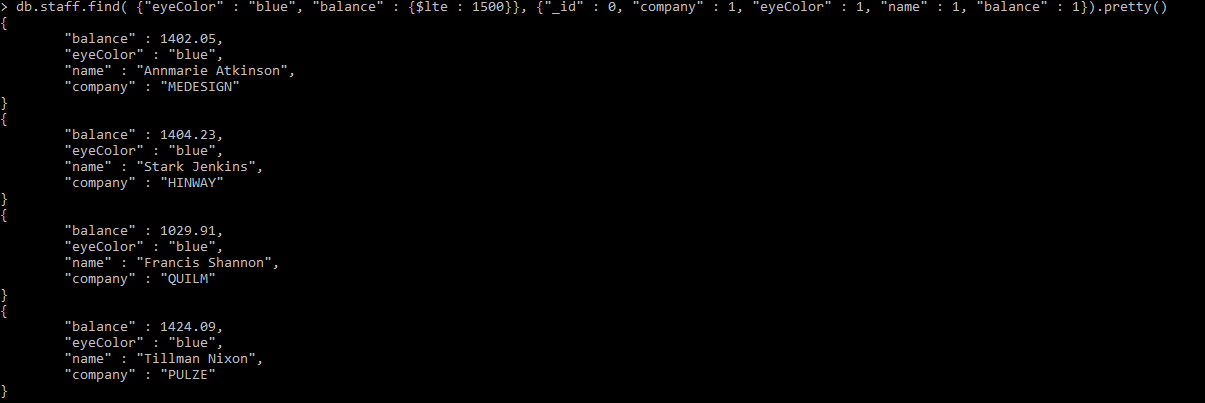 > db.staff.find( {"eyeColor" : "blue", "balance" : {$lte : 1500}}, {"_id" : 0, "company" : 1, "eyeColor" : 1, "name" : 1, "balance" : 1}).pretty()
{
        "balance" : 1402.05,
        "eyeColor" : "blue",
        "name" : "Annmarie Atkinson",
        "company" : "MEDESIGN"
}
{
        "balance" : 1404.23,
        "eyeColor" : "blue",
        "name" : "Stark Jenkins",
        "company" : "HINWAY"
}
{
        "balance" : 1029.91,
        "eyeColor" : "blue",
        "name" : "Francis Shannon",
        "company" : "QUILM"
}
{
        "balance" : 1424.09,
        "eyeColor" : "blue",
        "name" : "Tillman Nixon",
        "company" : "PULZE"
}